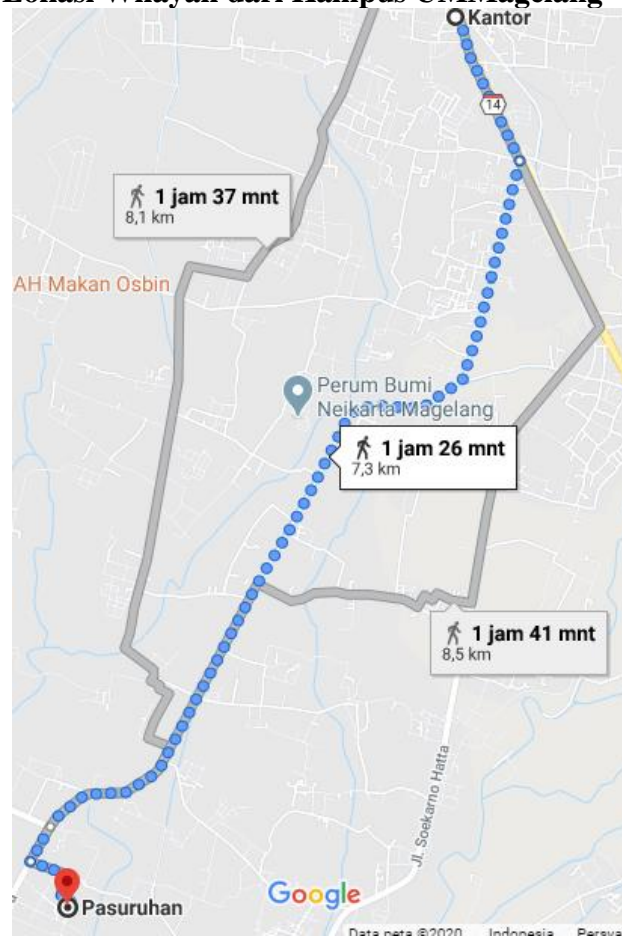 Lokasi Wilayah dari Kampus UMMagelang
Kantor
14
1 jam 37 mnt
8,1 km
AH Makan Osbin
Perum Bumi
Neikarta Magelang
1 jam 26 mnt
7,3 km
1 jam 41 mnt
8,5 km
Jl. Soekarno Hatta
Google
Pasuruhan
Data peta ©2020 Indonesia Persya